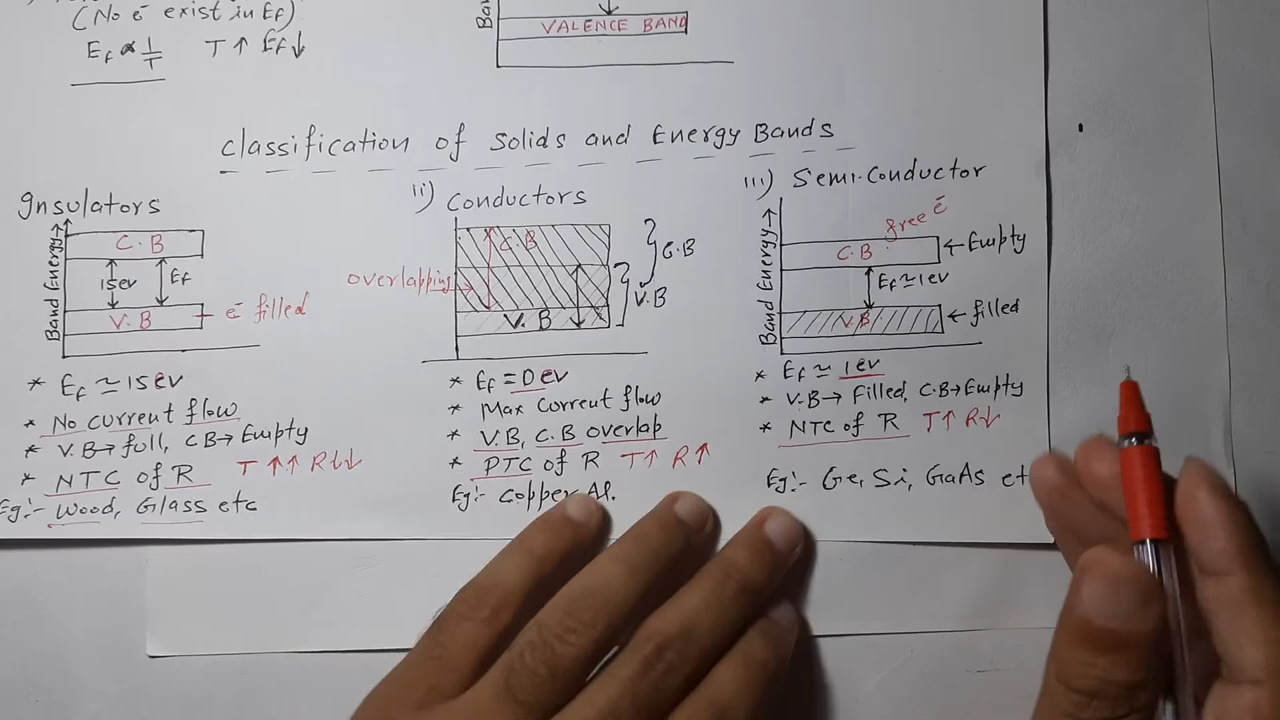 (No e⁻ exist in Ef)
Ef ∝ 1/T T↑ Ef↓
VALENCE BAND
Classification of Solids and Energy Bands
Insulators
Band Energy→
C.B
15ev
Ef
V.B
e⁻ filled
* Ef ≃ 15ev
* No current flow
* V.B→full, CB→Empty
* NTC of R T↑↑ R↓↓
Eg:- Wood, Glass etc
ii) Conductors
C.B
overlapping
V.B
C.B
V.B
* Ef = 0ev
* Max Current flow
* V.B, C.B overlap
* PTC of R T↑ R↑
Eg:- Copper Al.
iii) Semi-Conductor
Band Energy→
free e⁻
C.B
←Empty
Ef≃1ev
V.B
←filled
* Ef ≃ 1ev
* V.B→ Filled, C.B→Empty
* NTC of R T↑ R↓
Eg:- Ge, Si, GaAs et